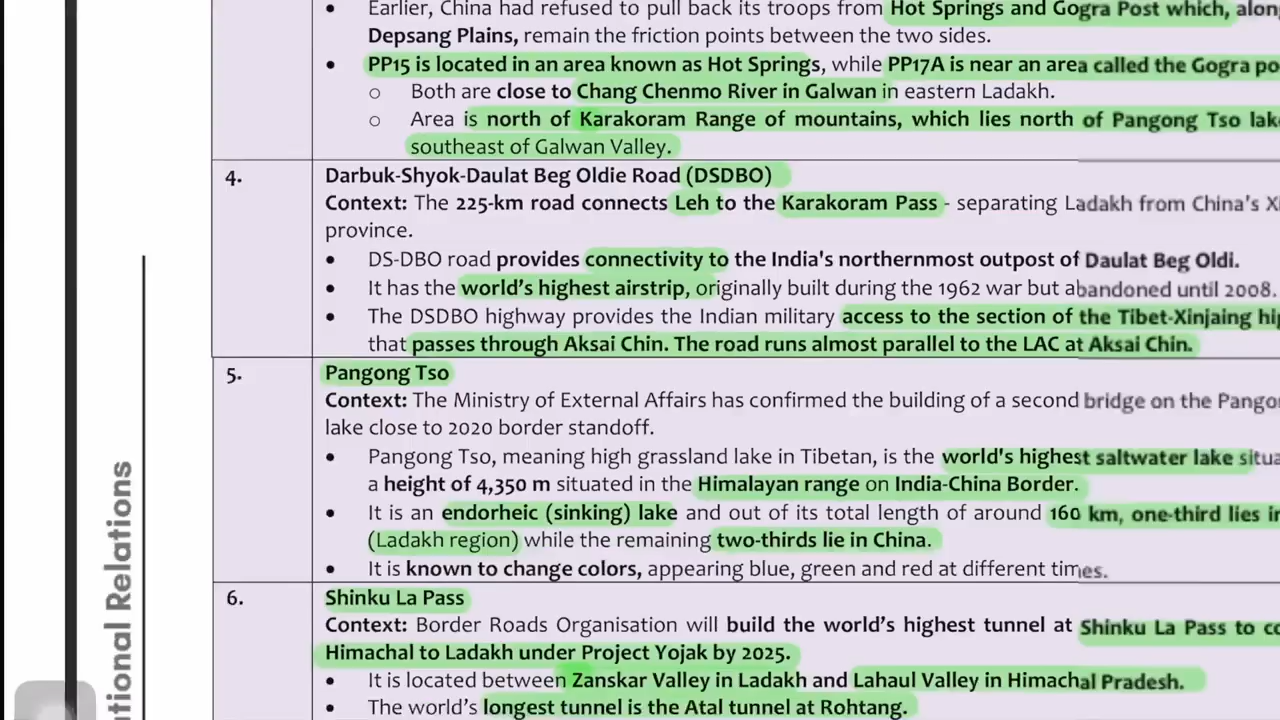 • Earlier, China had refused to pull back its troops from Hot Springs and Gogra Post which,
Depsang Plains, remain the friction points between the two sides.
• PP15 is located in an area known as Hot Springs, while PP17A is near an area called the Gogra
o Both are close to Chang Chenmo River in Galwan in eastern Ladakh.
o Area is north of Karakoram Range of mountains, which lies north of Pangong Tso
southeast of Galwan Valley.
4.
Darbuk-Shyok-Daulat Beg Oldie Road (DSDBO)
Context: The 225-km road connects Leh to the Karakoram Pass - separating Ladakh from China's
province.
• DS-DBO road provides connectivity to the India's northernmost outpost of Daulat Beg Oldi.
• It has the world's highest airstrip, originally built during the 1962 war but abandoned until 2008.
• The DSDBO highway provides the Indian military access to the section of the Tibet-Xinjaing
that passes through Aksai Chin. The road runs almost parallel to the LAC at Aksai Chin.
5.
Pangong Tso
Context: The Ministry of External Affairs has confirmed the building of a second bridge on the
lake close to 2020 border standoff.
• Pangong Tso, meaning high grassland lake in Tibetan, is the world's highest saltwater lake
a height of 4,350 m situated in the Himalayan range on India-China Border.
• It is an endorheic (sinking) lake and out of its total length of around 160 km, one-third lies
(Ladakh region) while the remaining two-thirds lie in China.
• It is known to change colors, appearing blue, green and red at different times.
6.
Shinku La Pass
Context: Border Roads Organisation will build the world's highest tunnel at Shinku La Pass to
Himachal to Ladakh under Project Yojak by 2025.
• It is located between Zanskar Valley in Ladakh and Lahaul Valley in Himachal Pradesh.
• The world's longest tunnel is the Atal tunnel at Rohtang.
Relations